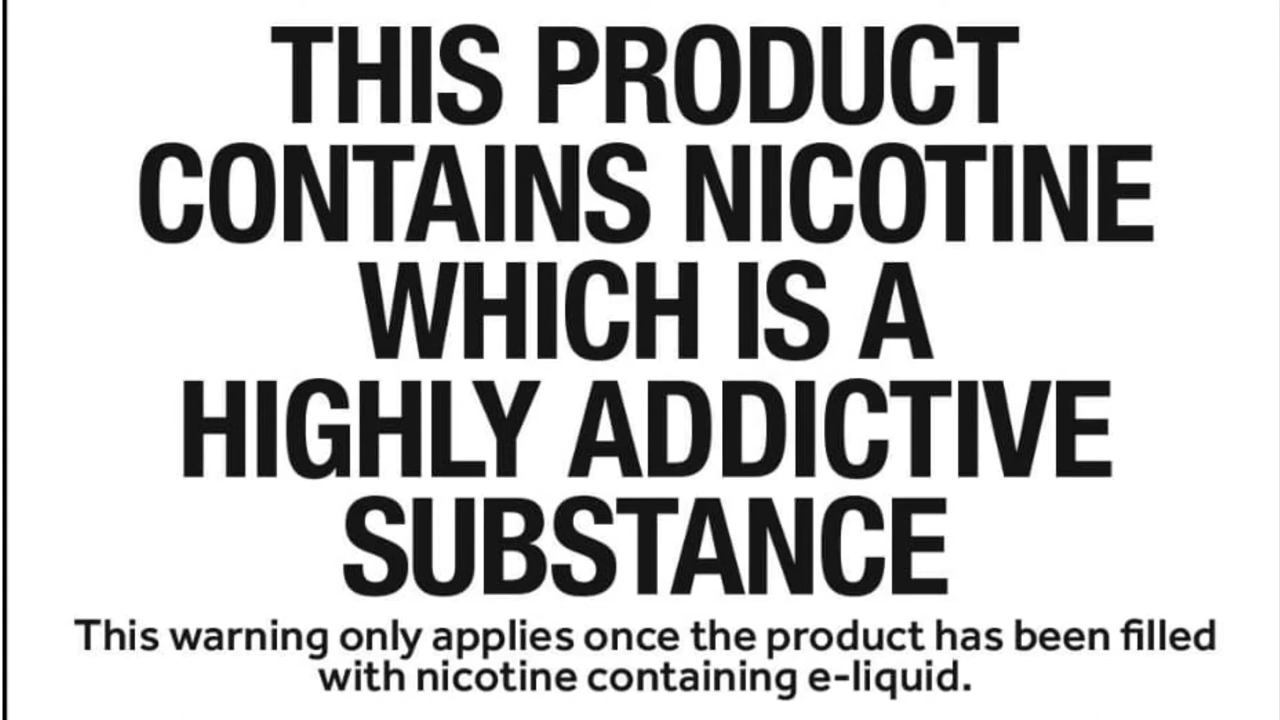 THIS PRODUCT
CONTAINS NICOTINE
WHICH IS A
HIGHLY ADDICTIVE
SUBSTANCE
This warning only applies once the product has been filled
with nicotine containing e-liquid.